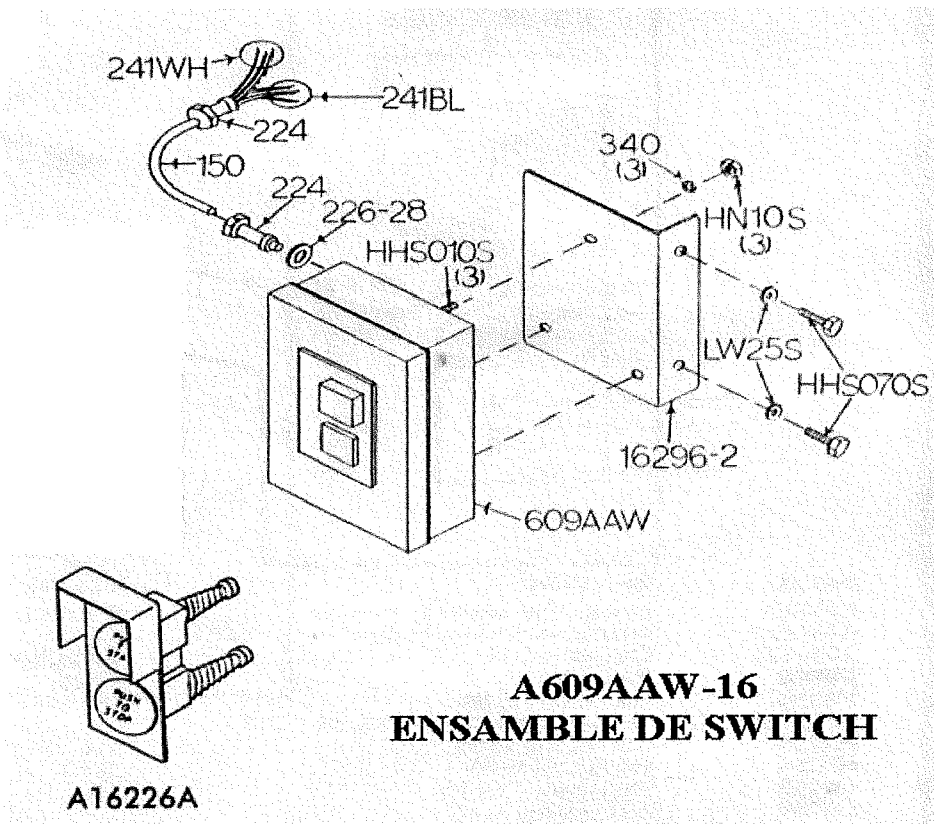 241WH
241BL
224
150
224
226-28
HHS010S
(3)
340
(3)
HN10S
(3)
LW25S
HHS070S
16296-2
609AAW
STA
PUSH
TO
STOP
A16226A
A609AAW-16
ENSAMBLE DE SWITCH